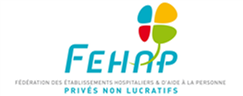 FEHAP
FÉDÉRATION DES ÉTABLISSEMENTS HOSPITALIERS & D'AIDE À LA PERSONNE
PRIVÉS NON LUCRATIFS